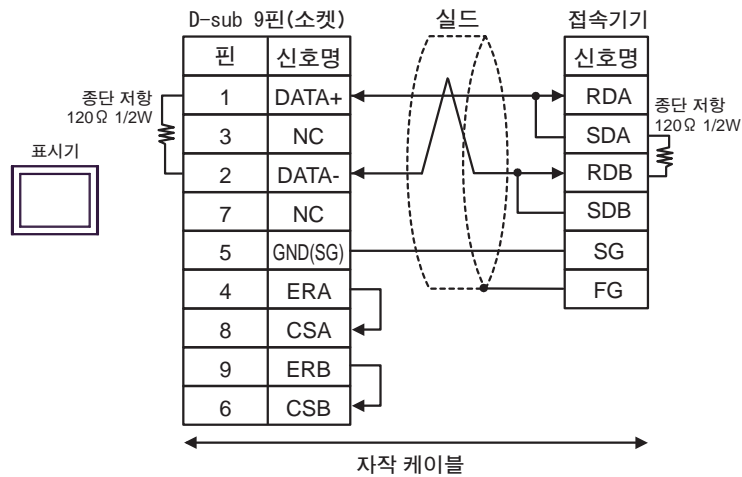 D-sub 9핀(소켓) 실드 접속기기
핀 신호명 신호명
종단 저항
120Ω 1/2W
1 DATA+ RDA
종단 저항
120Ω 1/2W
3 NC SDA
표시기
2 DATA- RDB
7 NC SDB
5 GND(SG) SG
4 ERA FG
8 CSA
9 ERB
6 CSB
자작 케이블